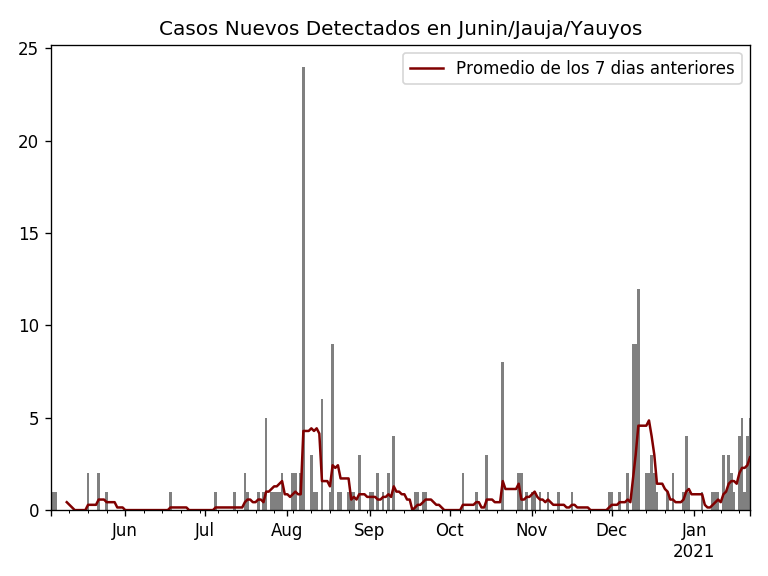 Casos Nuevos Detectados en Junin/Jauja/Yauyos
Promedio de los 7 dias anteriores
25
20
15
10
5
0
Jun Jul Aug Sep Oct Nov Dec Jan
2021